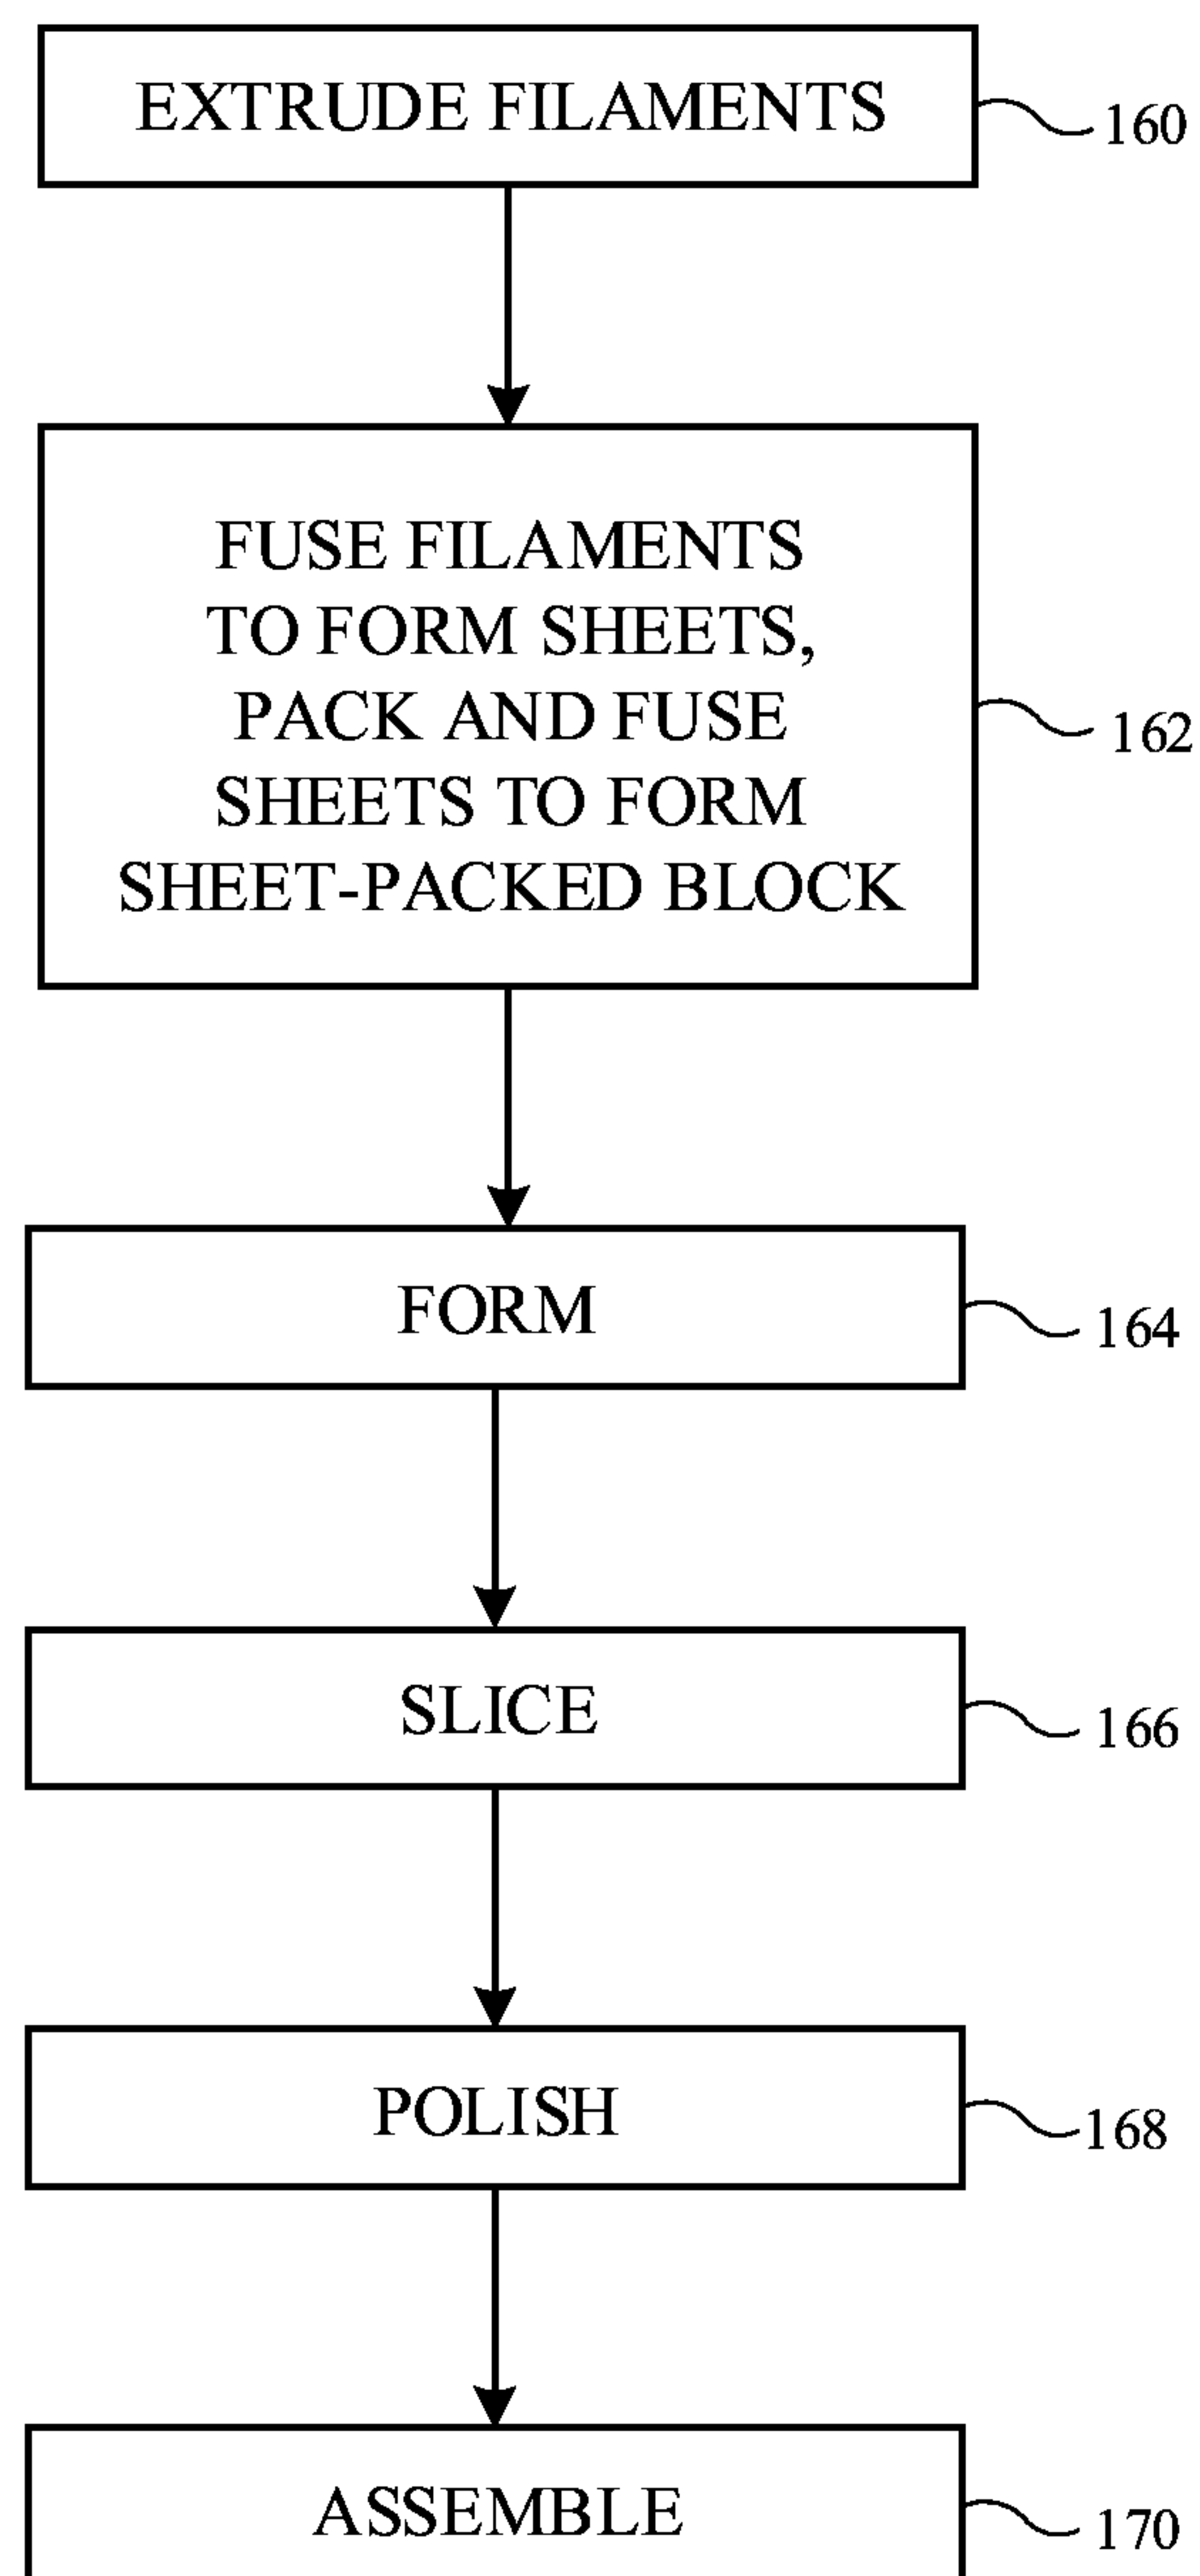 EXTRUDE FILAMENTS
160
FUSE FILAMENTS
TO FORM SHEETS,
PACK AND FUSE
SHEETS TO FORM
SHEET-PACKED BLOCK
162
FORM
164
SLICE
166
POLISH
168
ASSEMBLE
170